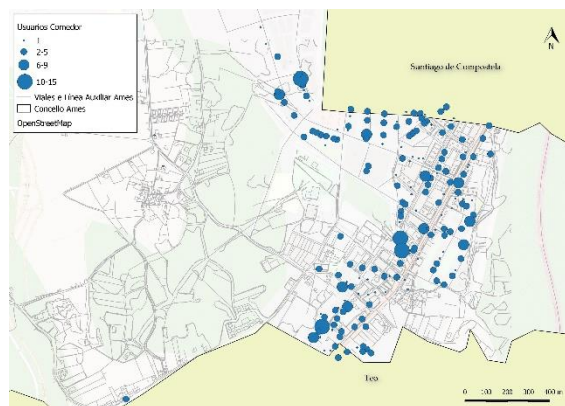 Usuarios Comedor
1
2-5
6-9
10-15
Viales e Línea Auxiliar Ames
Concello Ames
OpenStreetMap
N
Santiago de Compostela
Teo
0 100 200 300 400 m